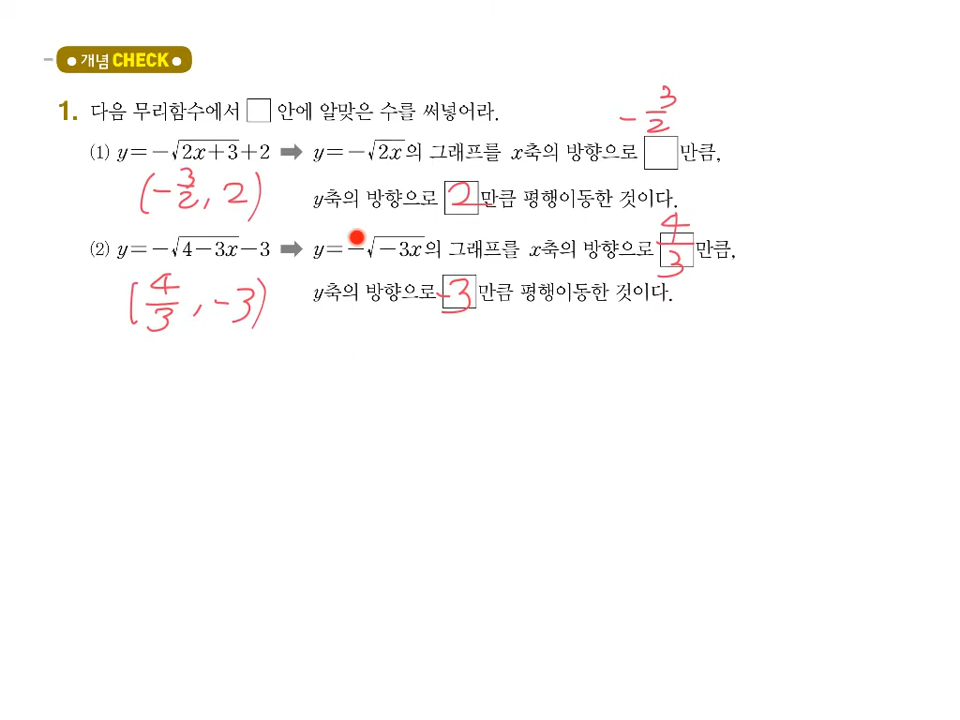 개념 CHECK
1. 다음 무리함수에서 □ 안에 알맞은 수를 써넣어라.
-3/2
(1) y=-√(2x+3)+2 ➡ y=-√(2x)의 그래프를 x축의 방향으로 □만큼,
(-3/2, 2) y축의 방향으로 2만큼 평행이동한 것이다.
(2) y=-√(4-3x)-3 ➡ y=-√(-3x)의 그래프를 x축의 방향으로 4/3만큼,
(4/3, -3) y축의 방향으로 -3만큼 평행이동한 것이다.